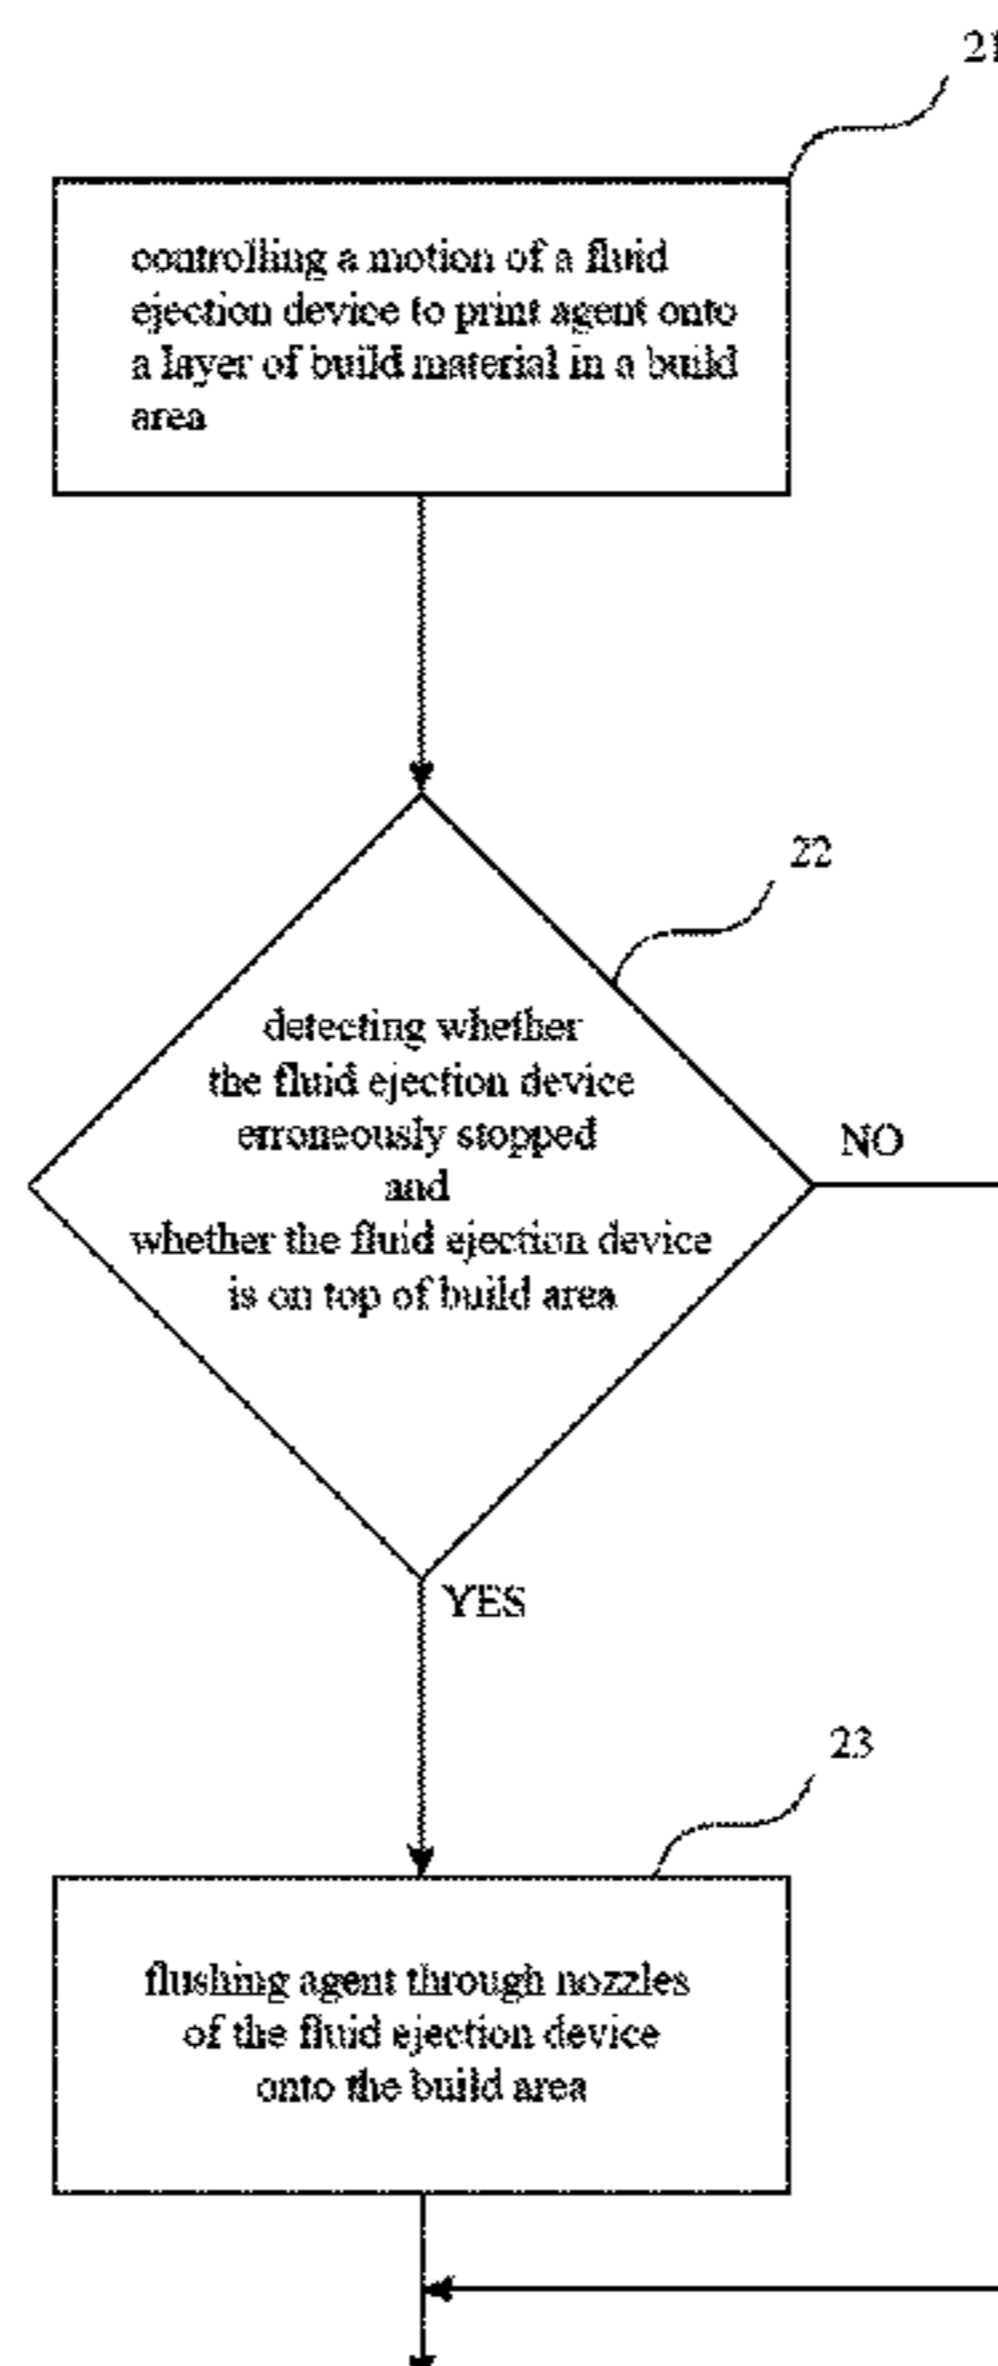 21
controlling a motion of a fluid
ejection device to print agent onto
a layer of build material in a build
area
22
detecting whether
the fluid ejection device
erroneously stopped
and
whether the fluid ejection device
is on top of build area
NO
YES
23
flushing agent through nozzles
of the fluid ejection device
onto the build area